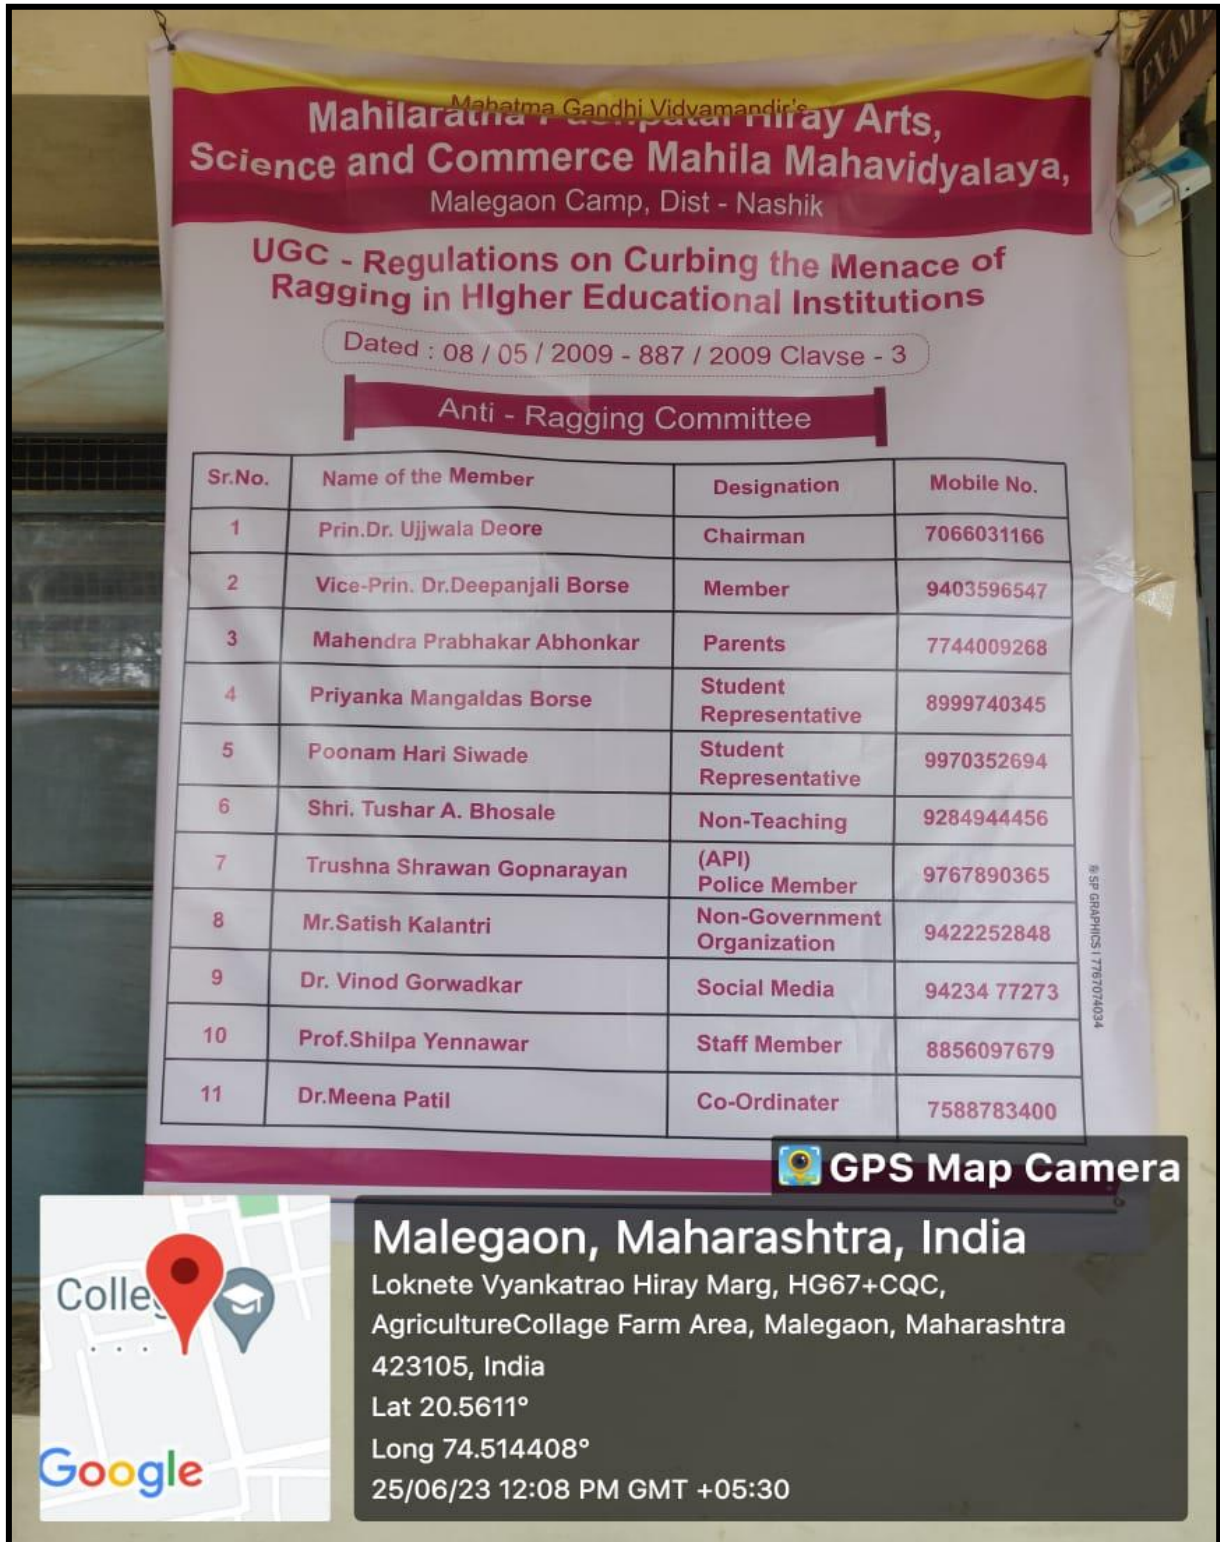 Mahatma Gandhi Vidyamandir's
Mahilaratna Pushpatai Hiray Arts,
Science and Commerce Mahila Mahavidyalaya,
Malegaon Camp, Dist - Nashik
UGC - Regulations on Curbing the Menace of
Ragging in HIgher Educational Institutions
Dated : 08 / 05 / 2009 - 887 / 2009 Clavse - 3
Anti - Ragging Committee
Sr.No. Name of the Member Designation Mobile No.
1 Prin.Dr. Ujjwala Deore Chairman 7066031166
2 Vice-Prin. Dr.Deepanjali Borse Member 9403596547
3 Mahendra Prabhakar Abhonkar Parents 7744009268
4 Priyanka Mangaldas Borse Student Representative 8999740345
5 Poonam Hari Siwade Student Representative 9970352694
6 Shri. Tushar A. Bhosale Non-Teaching 9284944456
7 Trushna Shrawan Gopnarayan (API) Police Member 9767890365
8 Mr.Satish Kalantri Non-Government Organization 9422252848
9 Dr. Vinod Gorwadkar Social Media 94234 77273
10 Prof.Shilpa Yennawar Staff Member 8856097679
11 Dr.Meena Patil Co-Ordinater 7588783400
® SP GRAPHICS I 7767074034
GPS Map Camera
Malegaon, Maharashtra, India
Loknete Vyankatrao Hiray Marg, HG67+CQC,
AgricultureCollage Farm Area, Malegaon, Maharashtra
423105, India
Lat 20.5611°
Long 74.514408°
25/06/23 12:08 PM GMT +05:30
Google